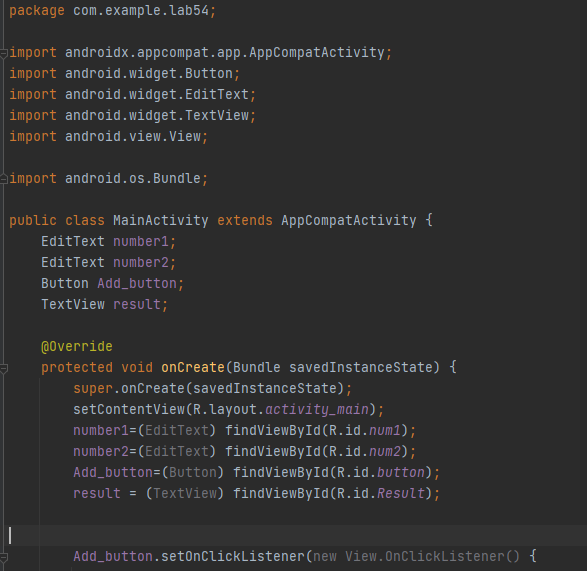 package com.example.lab54;
import androidx.appcompat.app.AppCompatActivity;
import android.widget.Button;
import android.widget.EditText;
import android.widget.TextView;
import android.view.View;
import android.os.Bundle;
public class MainActivity extends AppCompatActivity {
    EditText number1;
    EditText number2;
    Button Add_button;
    TextView result;
    @Override
    protected void onCreate(Bundle savedInstanceState) {
        super.onCreate(savedInstanceState);
        setContentView(R.layout.activity_main);
        number1=(EditText) findViewById(R.id.num1);
        number2=(EditText) findViewById(R.id.num2);
        Add_button=(Button) findViewById(R.id.button);
        result = (TextView) findViewById(R.id.Result);
        Add_button.setOnClickListener(new View.OnClickListener() {